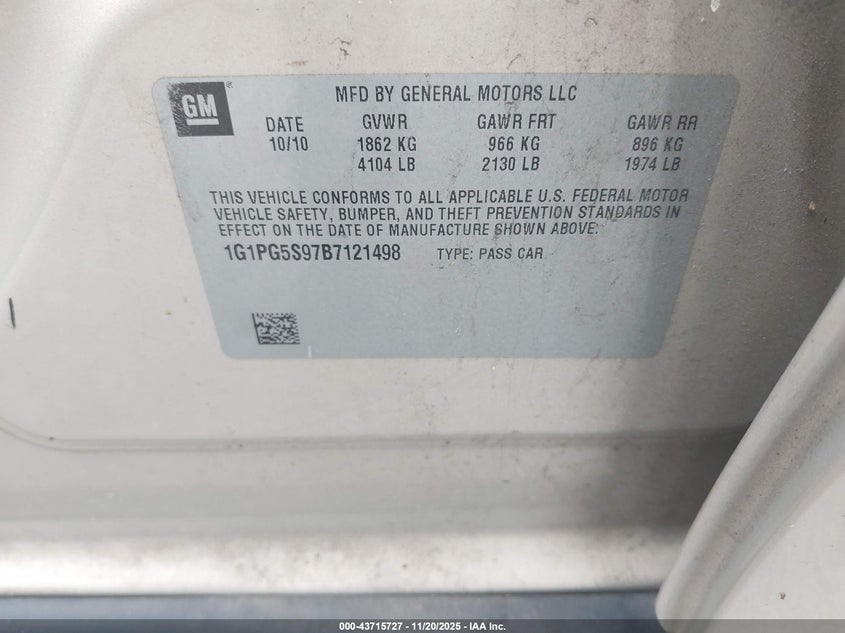 GM
MFD BY GENERAL MOTORS LLC
DATE GVWR GAWR FRT GAWR RR
10/10 1862 KG 966 KG 896 KG
4104 LB 2130 LB 1974 LB
THIS VEHICLE CONFORMS TO ALL APPLICABLE U.S. FEDERAL MOTOR
VEHICLE SAFETY, BUMPER, AND THEFT PREVENTION STANDARDS IN
EFFECT ON THE DATE OF MANUFACTURE SHOWN ABOVE.
1G1PG5S97B7121498 TYPE: PASS CAR
000-43715727 - 11/20/2025 - IAA Inc.